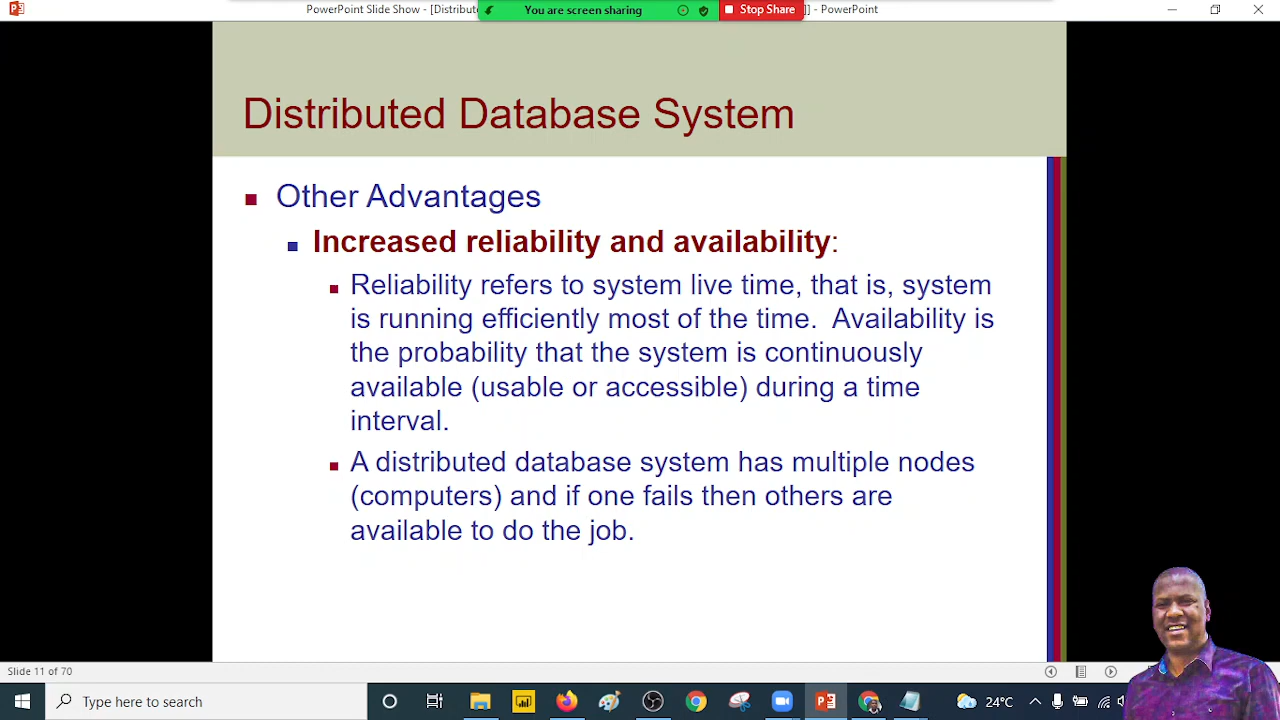 PowerPoint Slide Show - [Distribut
You are screen sharing
Stop Share
]] - PowerPoint
Distributed Database System
Other Advantages
Increased reliability and availability:
Reliability refers to system live time, that is, system
is running efficiently most of the time.  Availability is
the probability that the system is continuously
available (usable or accessible) during a time
interval.
A distributed database system has multiple nodes
(computers) and if one fails then others are
available to do the job.
Slide 11 of 70
Type here to search
24°C